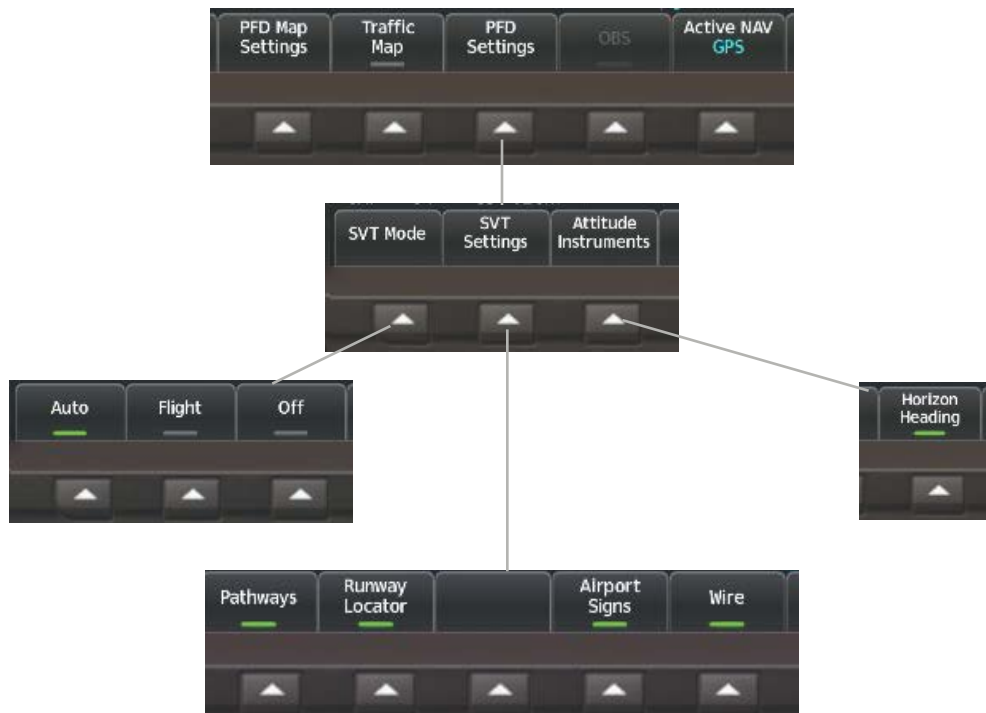 PFD Map
Settings
Traffic
Map
PFD
Settings
OBS
Active NAV
GPS
SVT Mode
SVT
Settings
Attitude
Instruments
Auto
Flight
Off
Horizon
Heading
Pathways
Runway
Locator
Airport
Signs
Wire